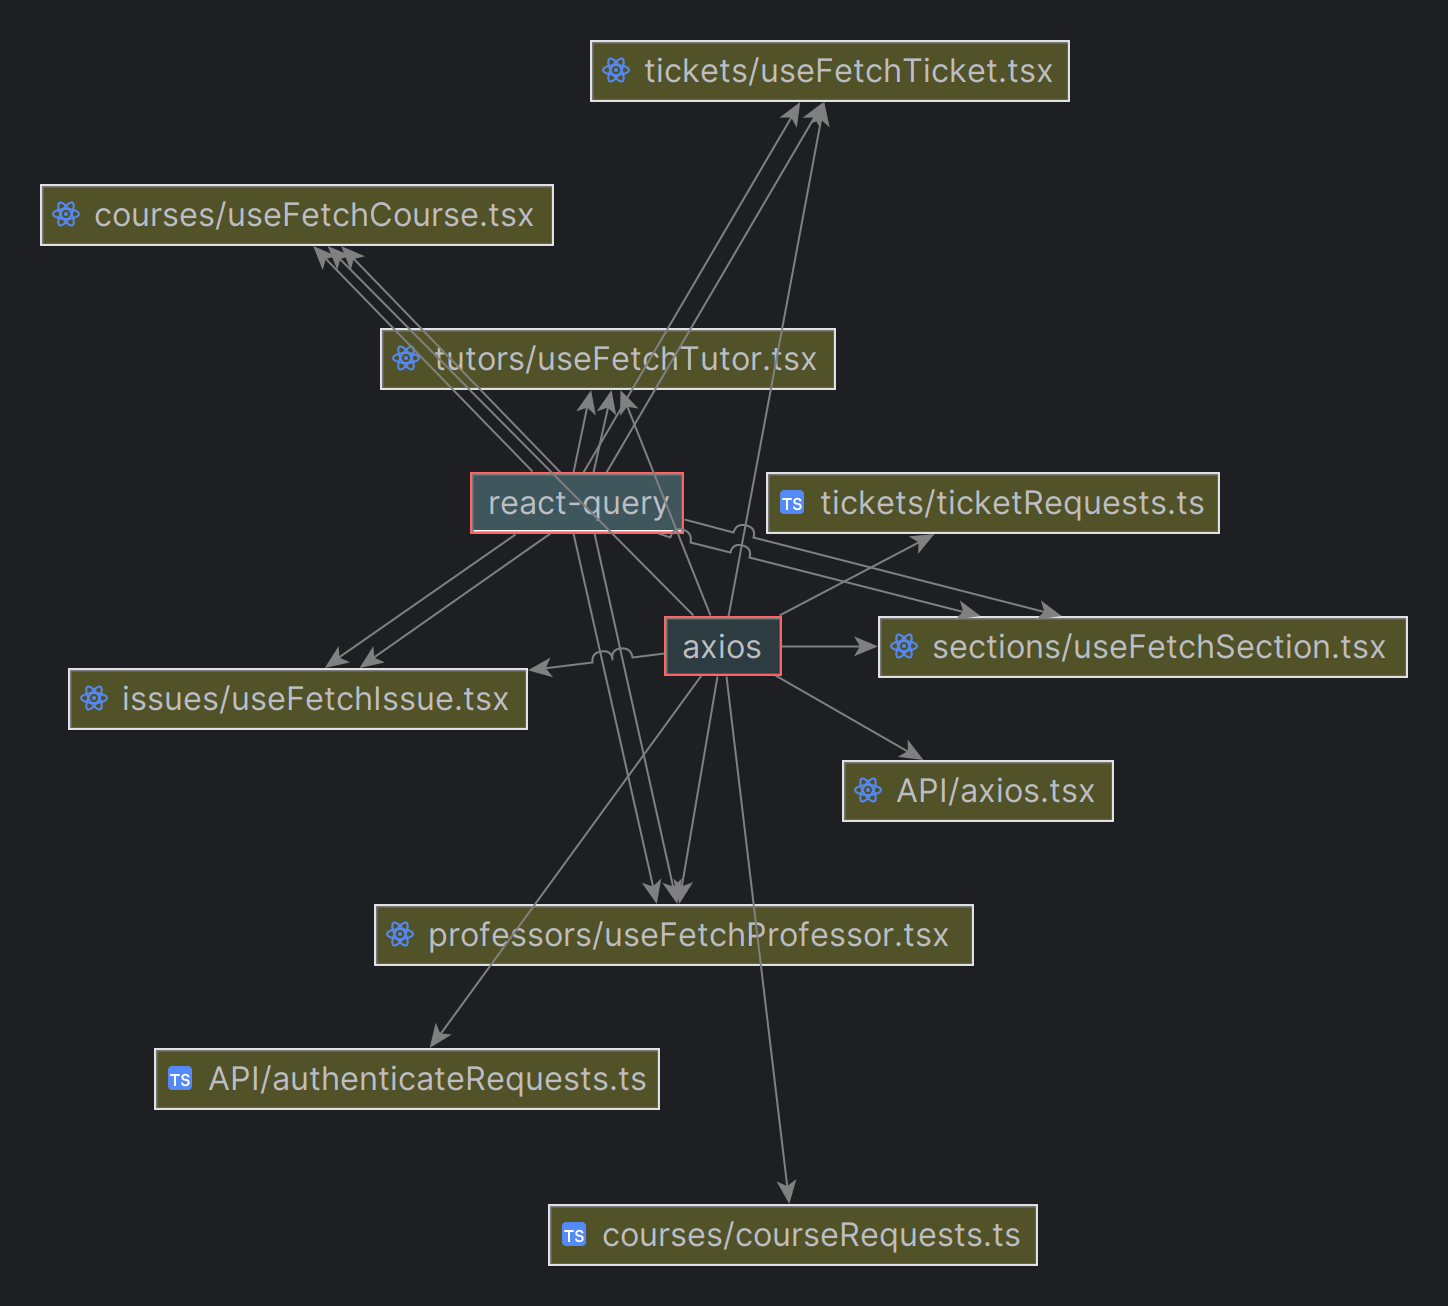 tickets/useFetchTicket.tsx
courses/useFetchCourse.tsx
tutors/useFetchTutor.tsx
react-query
TS tickets/ticketRequests.ts
axios
sections/useFetchSection.tsx
issues/useFetchIssue.tsx
API/axios.tsx
professors/useFetchProfessor.tsx
TS API/authenticateRequests.ts
TS courses/courseRequests.ts